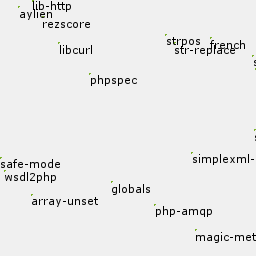 lib-http
aylien
rezscore
strpos
french
libcurl
str-replace
phpspec
simplexml-
safe-mode
wsdl2php
globals
array-unset
php-amqp
magic-met